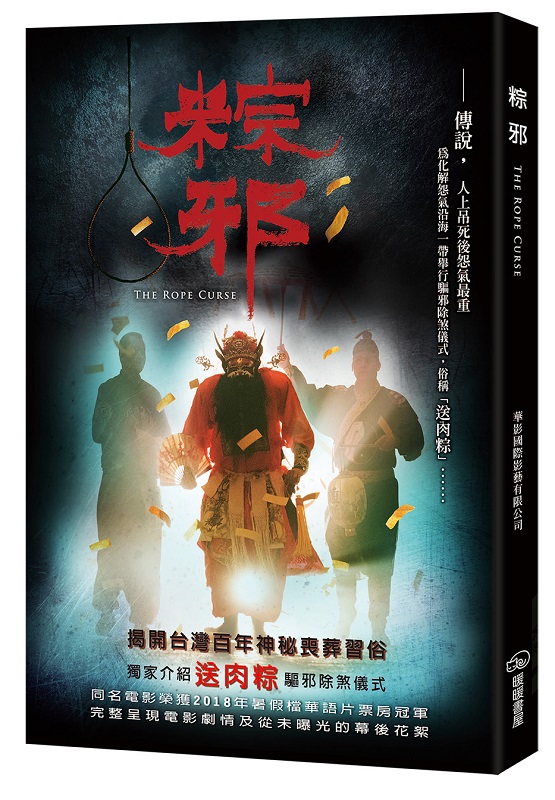 粽邪
THE ROPE CURSE
──傳說，人上吊死後怨氣最重
為化解怨氣沿海一帶舉行驅邪除煞儀式，俗稱「送肉粽」……
揭開台灣百年神秘喪葬習俗
獨家介紹 送肉粽 驅邪除煞儀式
同名電影榮獲2018年暑假檔華語片票房冠軍
完整呈現電影劇情及從未曝光的幕後花絮
粽邪 THE ROPE CURSE
華影國際影藝有限公司
暖暖書屋